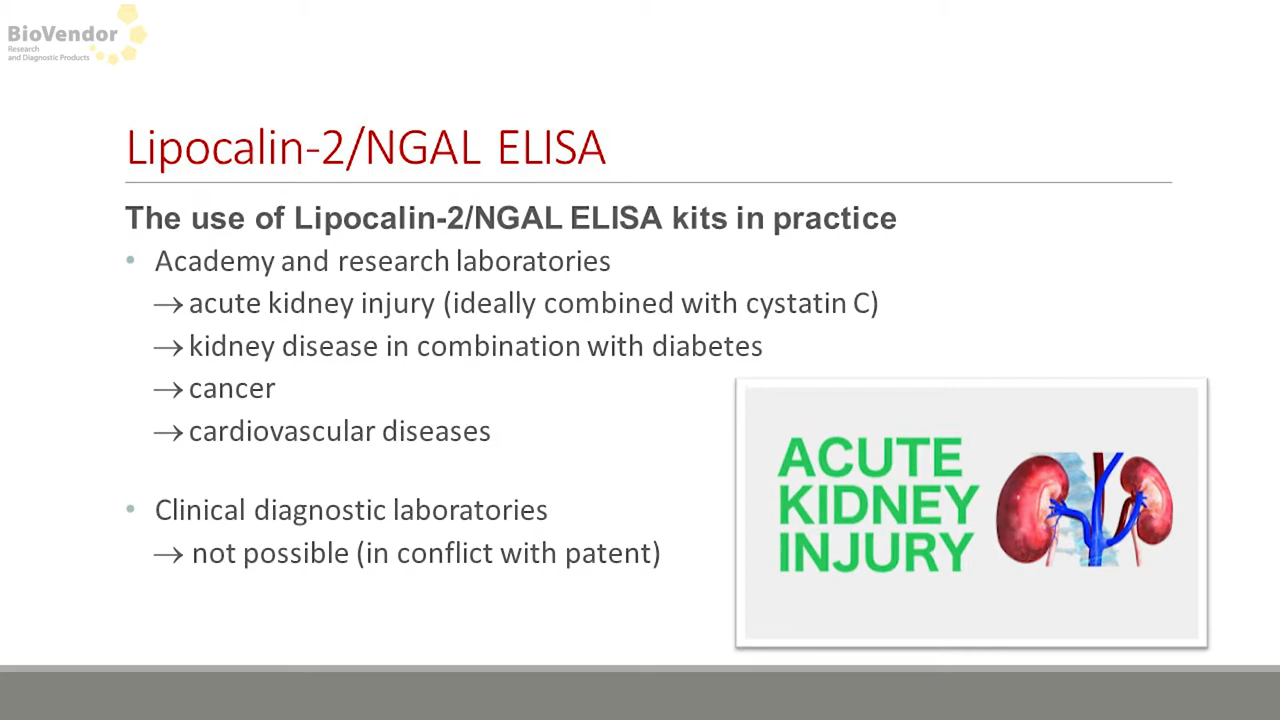 BioVendor
Research
and Diagnostic Products
Lipocalin-2/NGAL ELISA
The use of Lipocalin-2/NGAL ELISA kits in practice
• Academy and research laboratories
→ acute kidney injury (ideally combined with cystatin C)
→ kidney disease in combination with diabetes
→ cancer
→ cardiovascular diseases
• Clinical diagnostic laboratories
→ not possible (in conflict with patent)
ACUTE
KIDNEY
INJURY